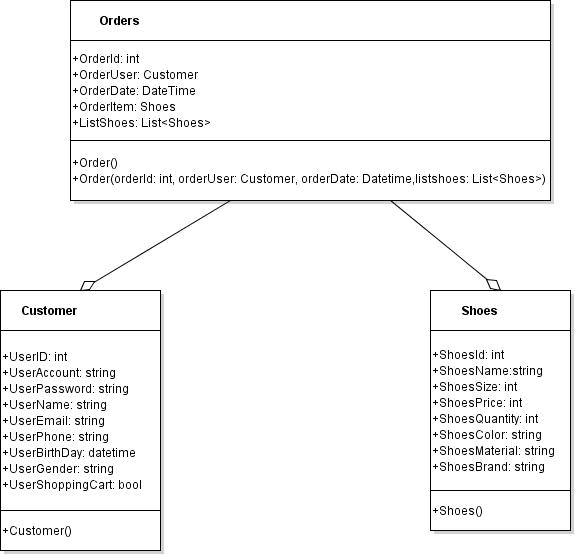 Orders
+OrderId: int
+OrderUser: Customer
+OrderDate: DateTime
+OrderItem: Shoes
+ListShoes: List<Shoes>
+Order()
+Order(orderId: int, orderUser: Customer, orderDate: Datetime,listshoes: List<Shoes>)
Customer
+UserID: int
+UserAccount: string
+UserPassword: string
+UserName: string
+UserEmail: string
+UserPhone: string
+UserBirthDay: datetime
+UserGender: string
+UserShoppingCart: bool
+Customer()
Shoes
+ShoesId: int
+ShoesName:string
+ShoesSize: int
+ShoesPrice: int
+ShoesQuantity: int
+ShoesColor: string
+ShoesMaterial: string
+ShoesBrand: string
+Shoes()